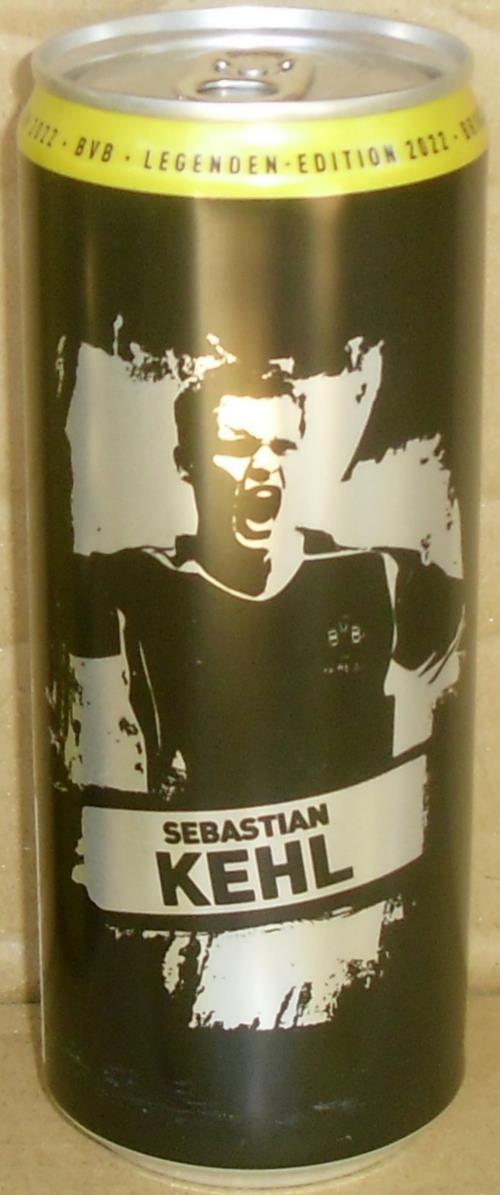 2022 · BVB · LEGENDEN-EDITION 2022 ·
BVB
SEBASTIAN
KEHL